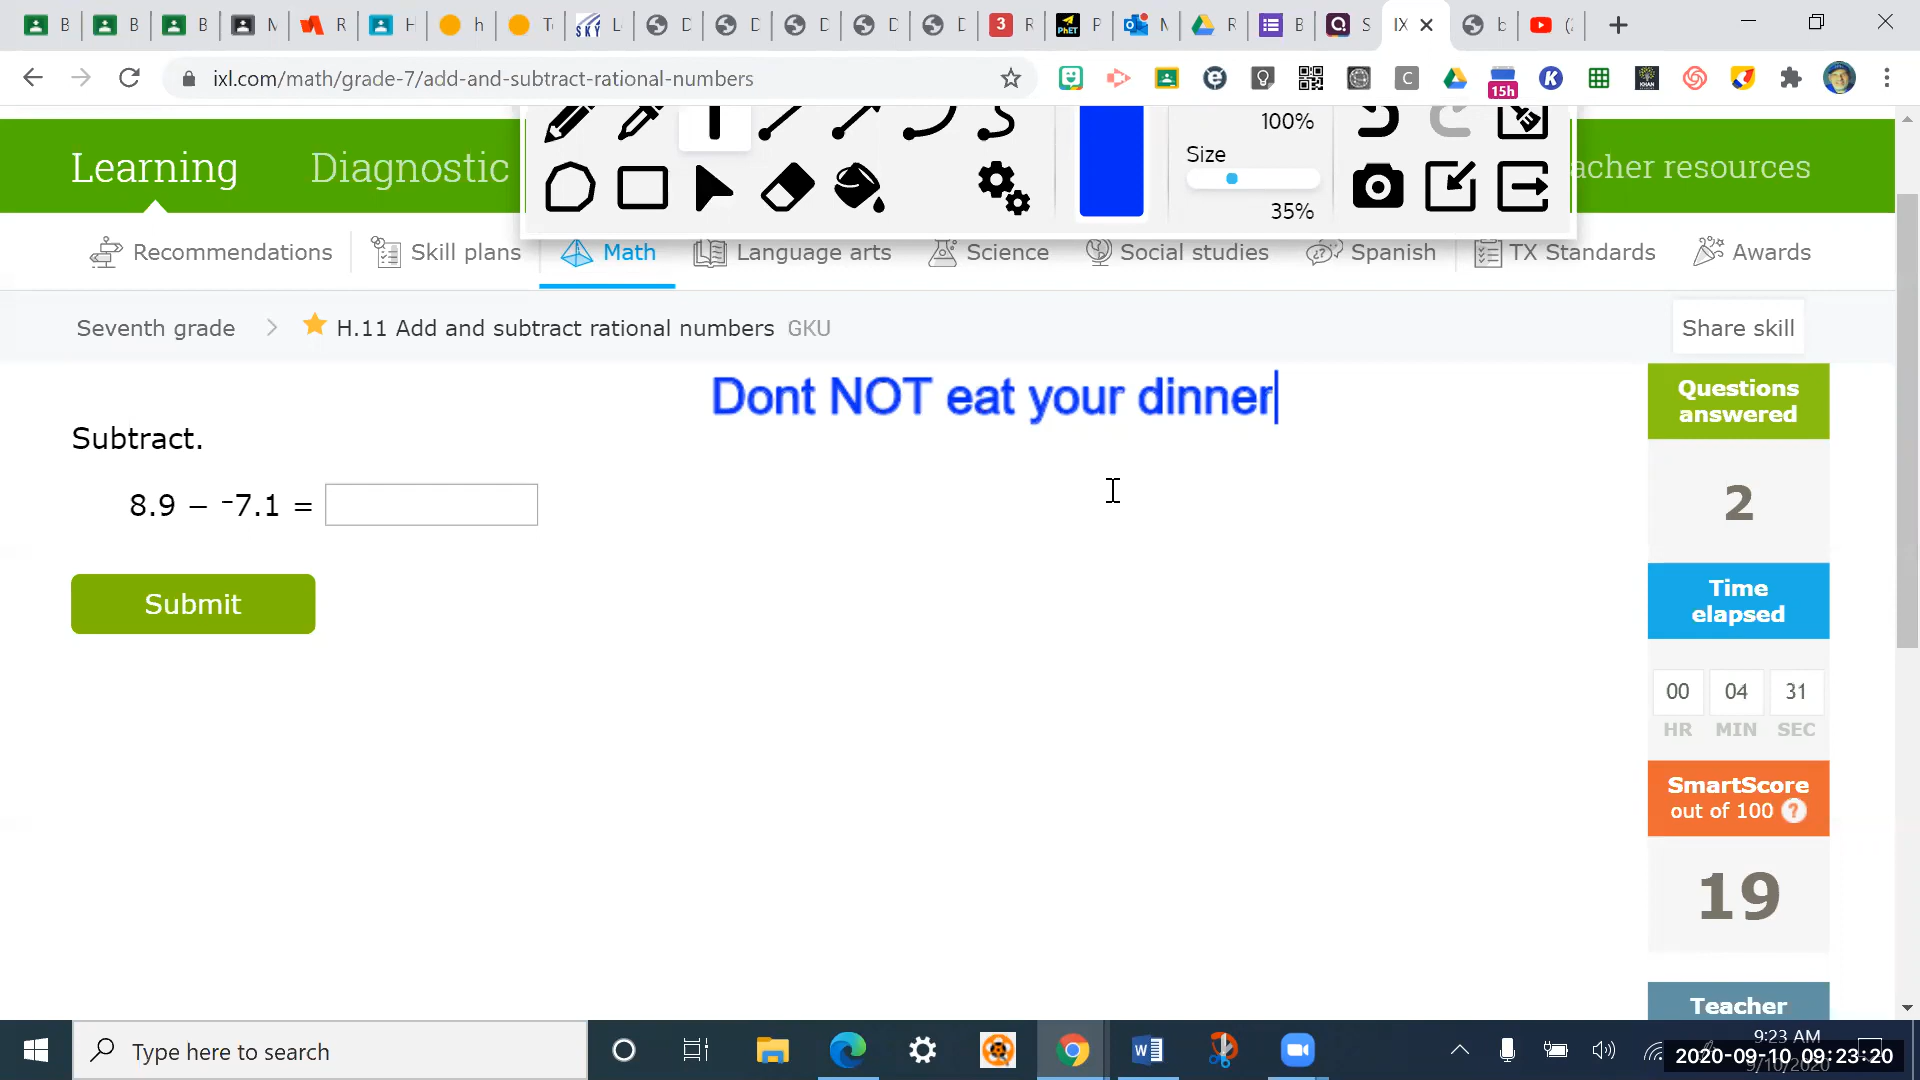 B B B M R H h T L D D D D D 3 R P M R B S IX b (
ixl.com/math/grade-7/add-and-subtract-rational-numbers
15h
100%
Size
35%
Learning Diagnostic acher resources
Recommendations Skill plans Math Language arts Science Social studies Spanish TX Standards Awards
Seventh grade > H.11 Add and subtract rational numbers GKU
Share skill
Dont NOT eat your dinner
Subtract.
8.9 – ⁻7.1 =
Submit
Questions
answered
2
Time
elapsed
00 04 31
HR MIN SEC
SmartScore
out of 100 ?
19
Teacher
Type here to search
9:23 AM
2020-09-10 09:23:20